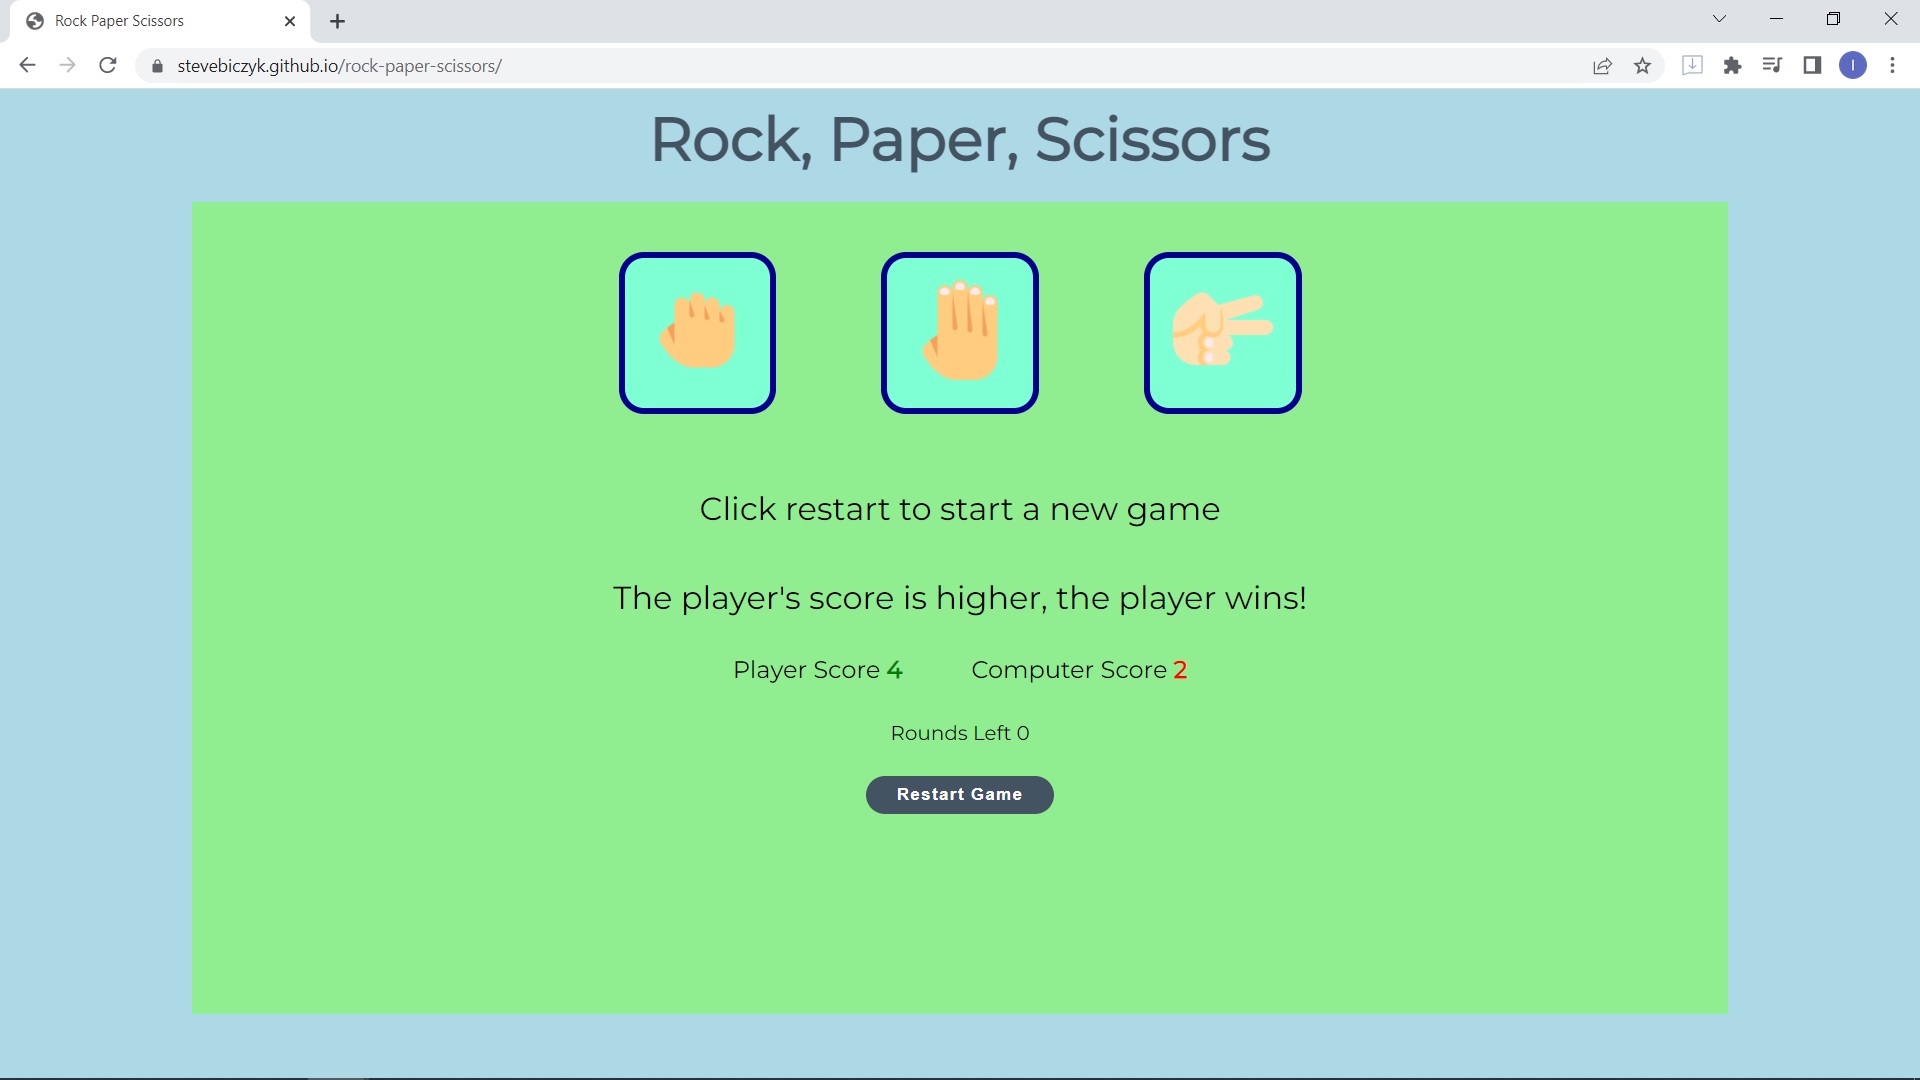 Rock Paper Scissors
stevebiczyk.github.io/rock-paper-scissors/
I
Rock, Paper, Scissors
Click restart to start a new game
The player's score is higher, the player wins!
Player Score 4 Computer Score 2
Rounds Left 0
Restart Game